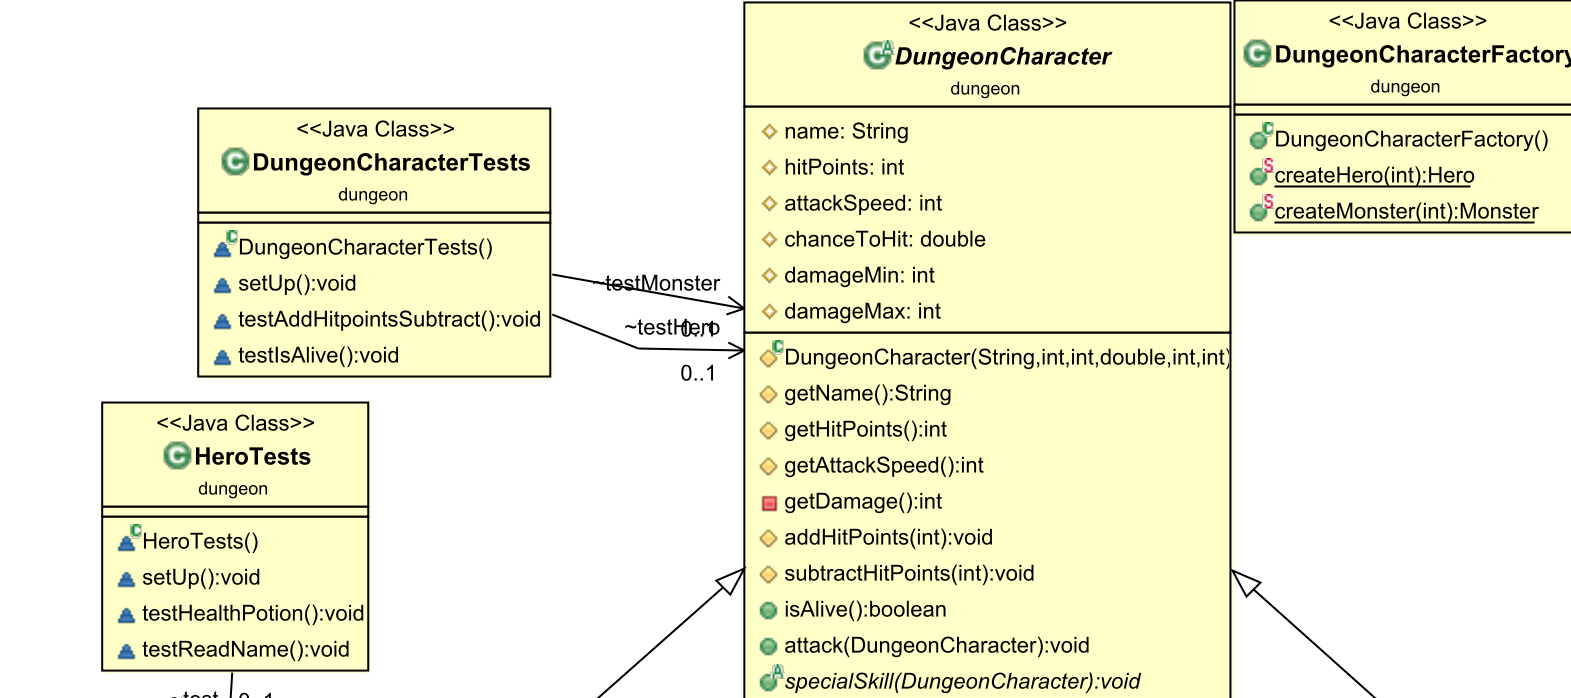 <<Java Class>>
DungeonCharacter
dungeon
name: String
hitPoints: int
attackSpeed: int
chanceToHit: double
damageMin: int
damageMax: int
DungeonCharacter(String,int,int,double,int,int)
getName():String
getHitPoints():int
getAttackSpeed():int
getDamage():int
addHitPoints(int):void
subtractHitPoints(int):void
isAlive():boolean
attack(DungeonCharacter):void
specialSkill(DungeonCharacter):void
<<Java Class>>
DungeonCharacterFactory
dungeon
DungeonCharacterFactory()
createHero(int):Hero
createMonster(int):Monster
<<Java Class>>
DungeonCharacterTests
dungeon
DungeonCharacterTests()
setUp():void
testAddHitpointsSubtract():void
testIsAlive():void
~testMonster
0..1
~testHero
0..1
<<Java Class>>
HeroTests
dungeon
HeroTests()
setUp():void
testHealthPotion():void
testReadName():void
~test
0..1